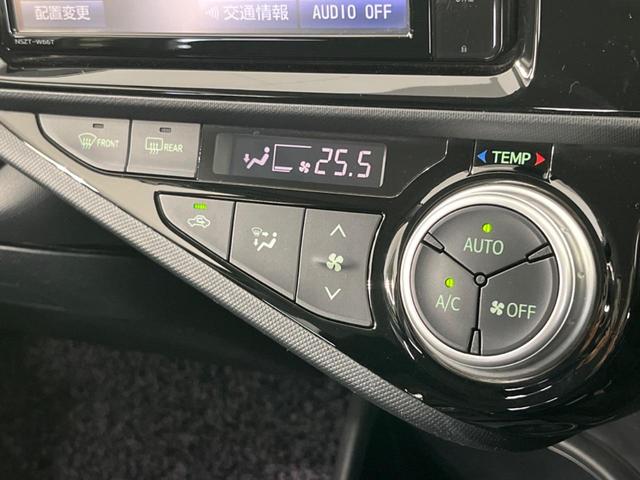 配置変更
交通情報
AUDIO OFF
NSZT-W66T
FRONT
REAR
25.5
TEMP
AUTO
A/C
OFF